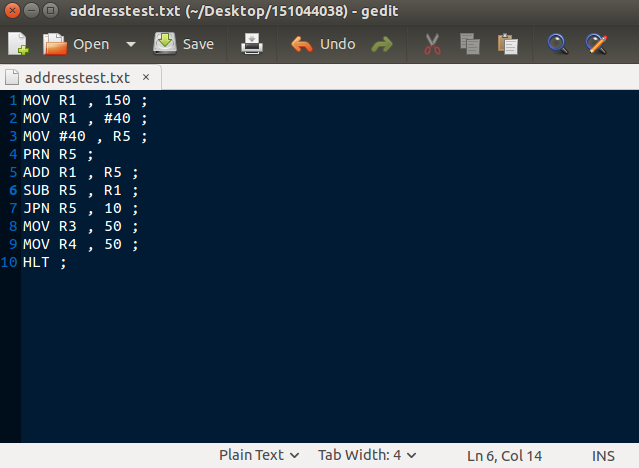 addresstest.txt (~/Desktop/151044038) - gedit
Open Save Undo
addresstest.txt ×
1 MOV R1 , 150 ;
2 MOV R1 , #40 ;
3 MOV #40 , R5 ;
4 PRN R5 ;
5 ADD R1 , R5 ;
6 SUB R5 , R1 ;
7 JPN R5 , 10 ;
8 MOV R3 , 50 ;
9 MOV R4 , 50 ;
10 HLT ;
Plain Text Tab Width: 4 Ln 6, Col 14 INS